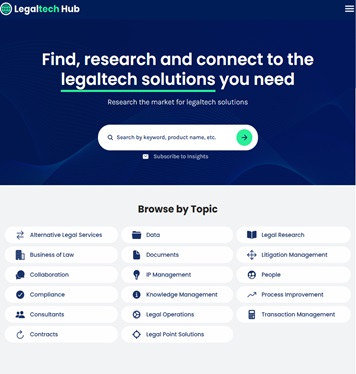 Legaltech Hub
Find, research and connect to the
legaltech solutions you need
Research the market for legaltech solutions
Search by keyword, product name, etc.
Subscribe to Insights
Browse by Topic
Alternative Legal Services
Data
Legal Research
Business of Law
Documents
Litigation Management
Collaboration
IP Management
People
Compliance
Knowledge Management
Process Improvement
Consultants
Legal Operations
Transaction Management
Contracts
Legal Point Solutions